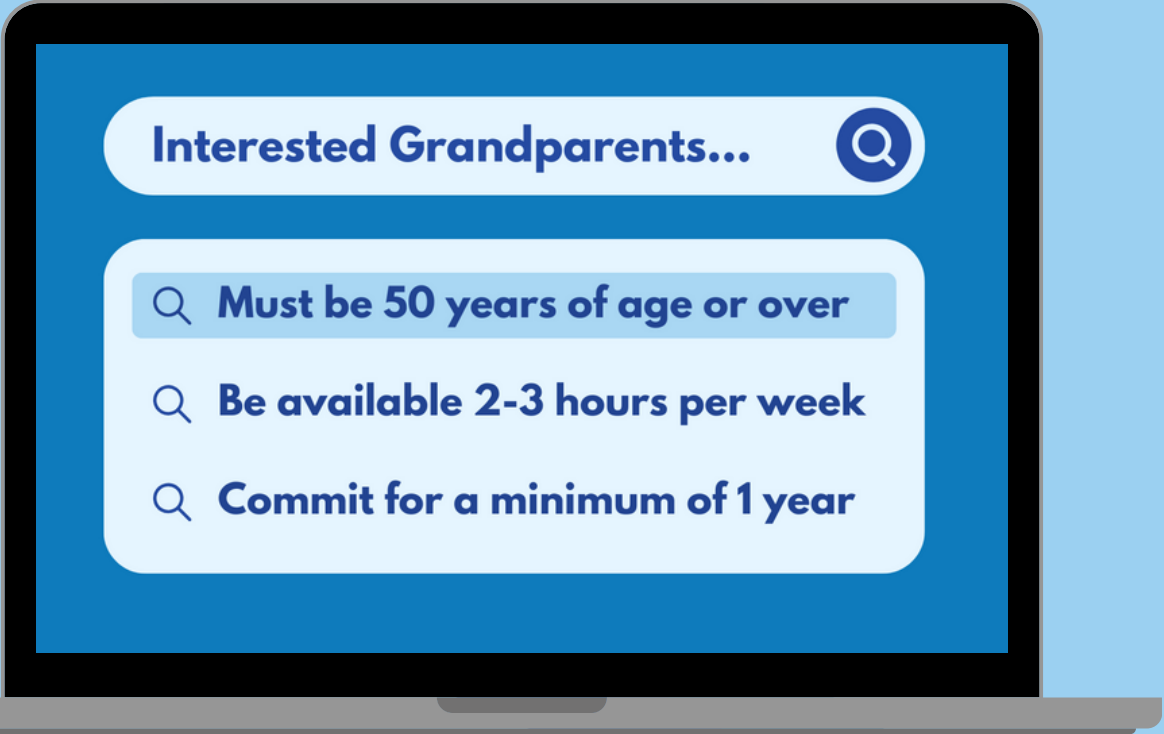 Interested Grandparents...
Must be 50 years of age or over
Be available 2-3 hours per week
Commit for a minimum of 1 year